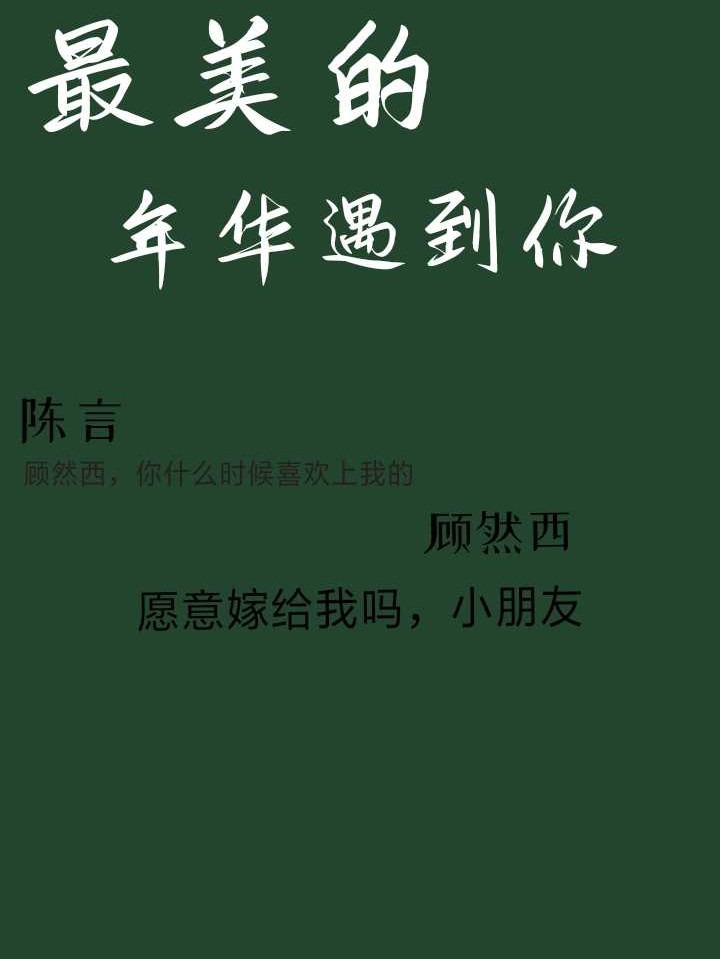 最美的
年华遇到你
陈言
顾然西，你什么时候喜欢上我的
顾然西
愿意嫁给我吗，小朋友